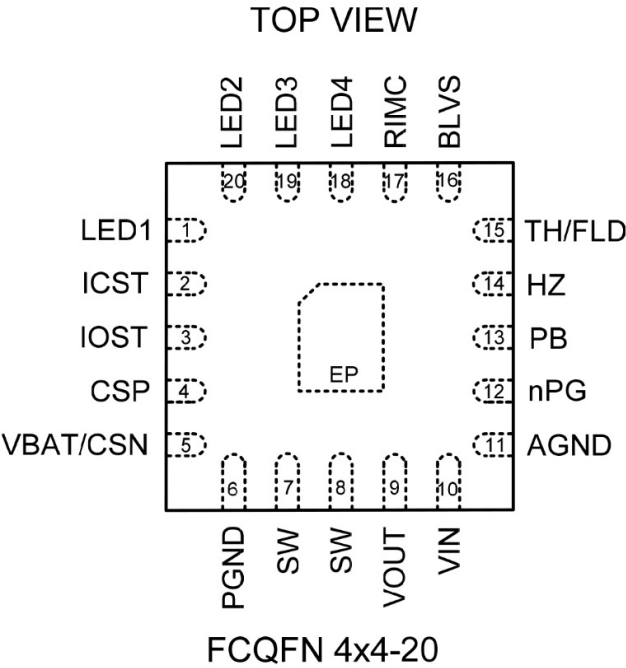 TOP VIEW
LED2
LED3
LED4
RIMC
BLVS
20
19
18
17
16
LED1
1
15
TH/FLD
ICST
2
14
HZ
IOST
3
13
PB
CSP
4
12
nPG
EP
VBAT/CSN
5
11
AGND
6
7
8
9
10
PGND
SW
SW
VOUT
VIN
FCQFN 4x4-20